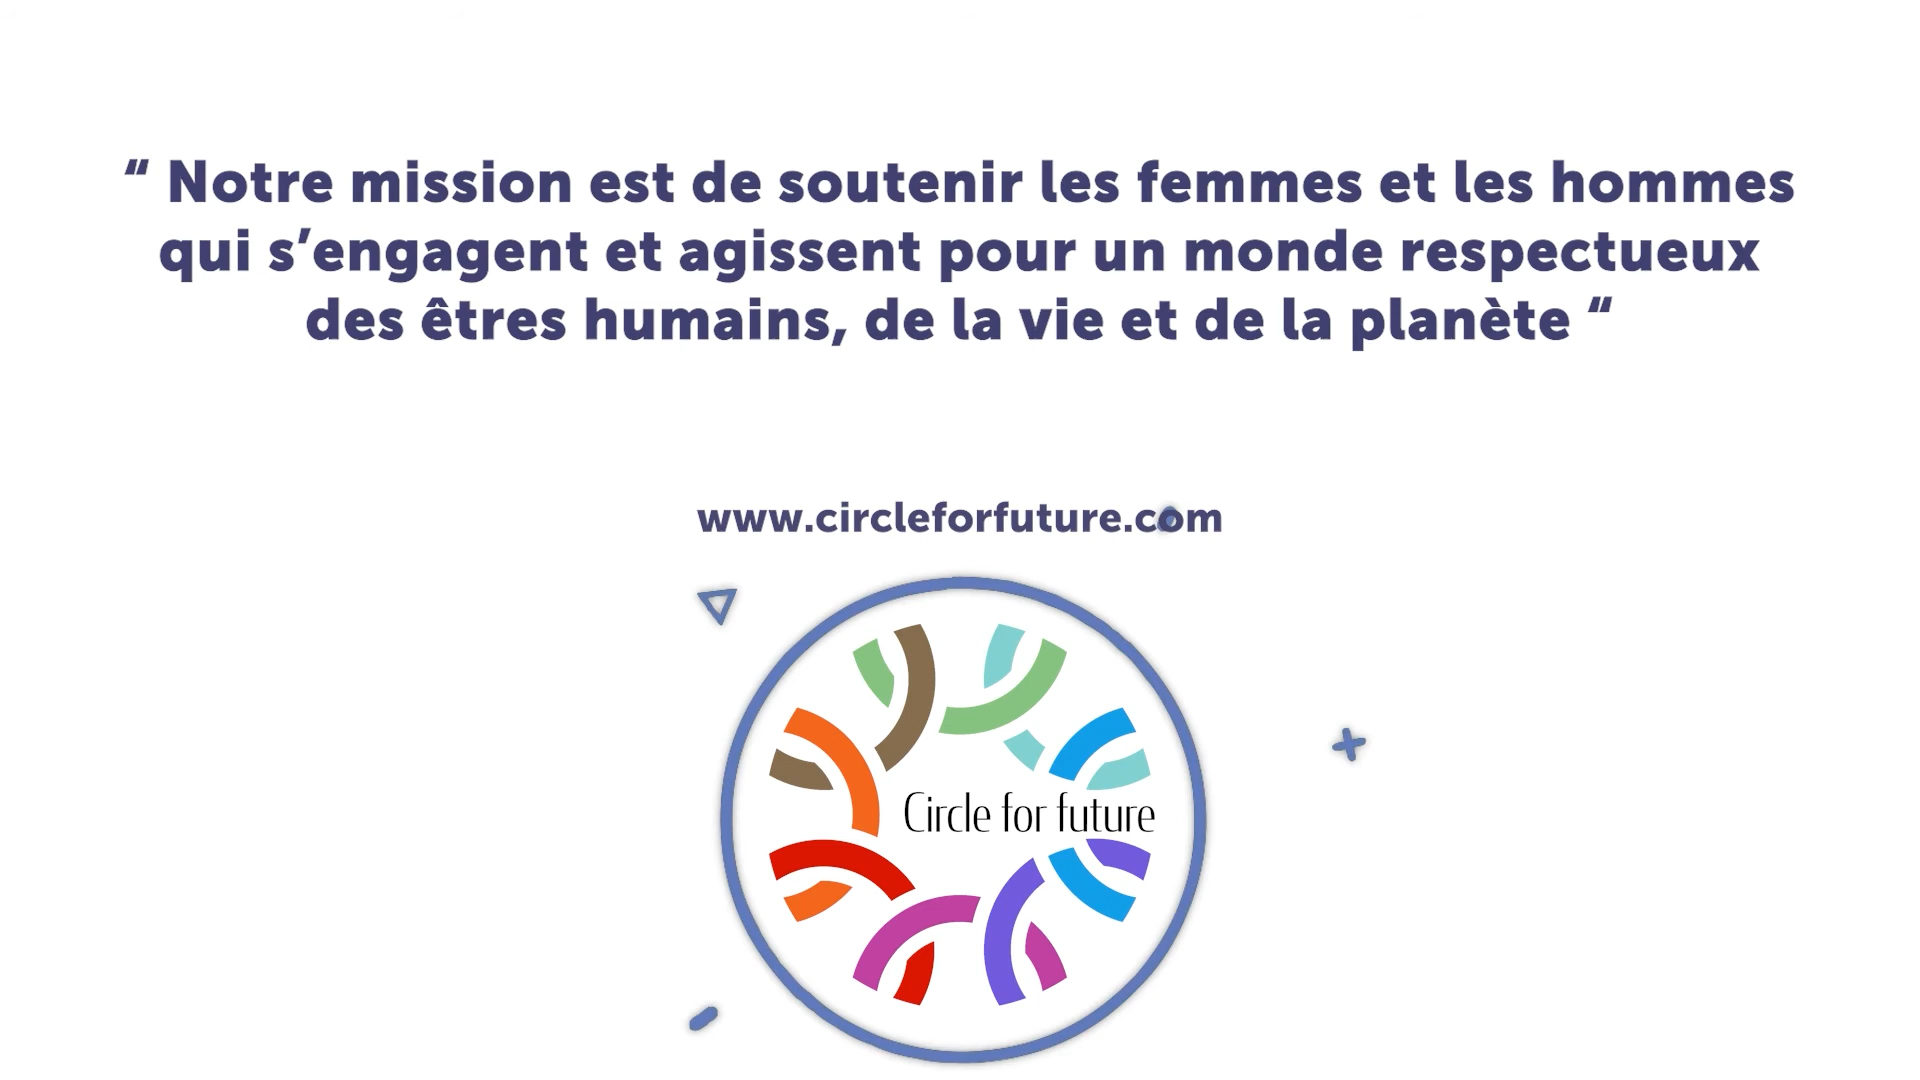 “ Notre mission est de soutenir les femmes et les hommes
qui s’engagent et agissent pour un monde respectueux
des êtres humains, de la vie et de la planète “
www.circleforfuture.com
Circle for future